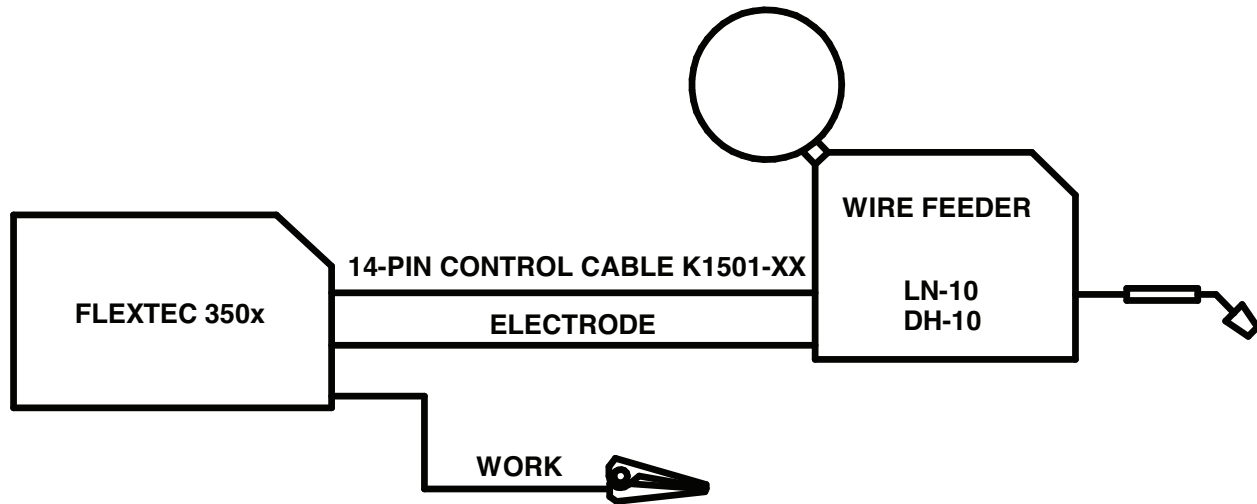 WIRE FEEDER
14-PIN CONTROL CABLE K1501-XX
LN-10
DH-10
FLEXTEC 350x
ELECTRODE
WORK